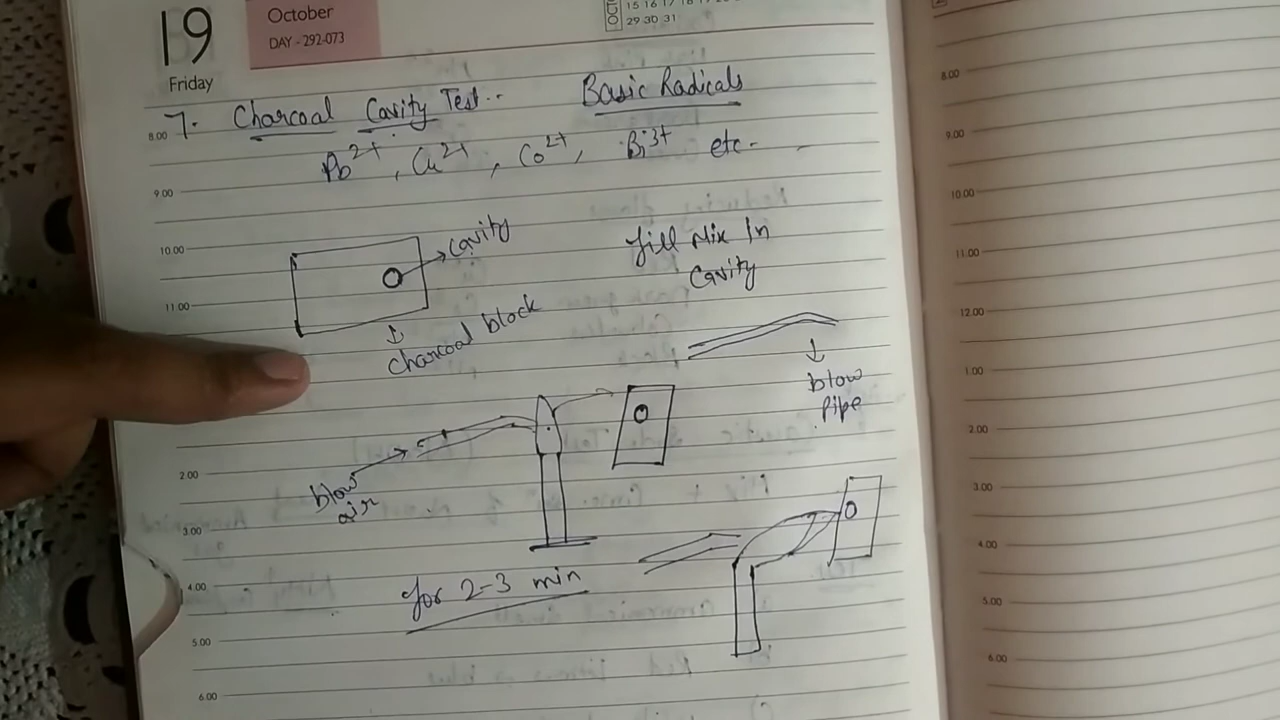 19
Friday
October
DAY - 292-073
15 16 17 18
29 30 31
7. Charcoal Cavity Test.. Basic Radicals
Pb2+, Cu2+, Co2+, Bi3+ etc.
cavity
fill Mix In
Cavity
charcoal block
blow
Pipe
blow
air
for 2-3 min
8.00
9.00
10.00
11.00
2.00
3.00
4.00
5.00
6.00
8.00
9.00
10.00
11.00
12.00
1.00
2.00
3.00
4.00
5.00
6.00